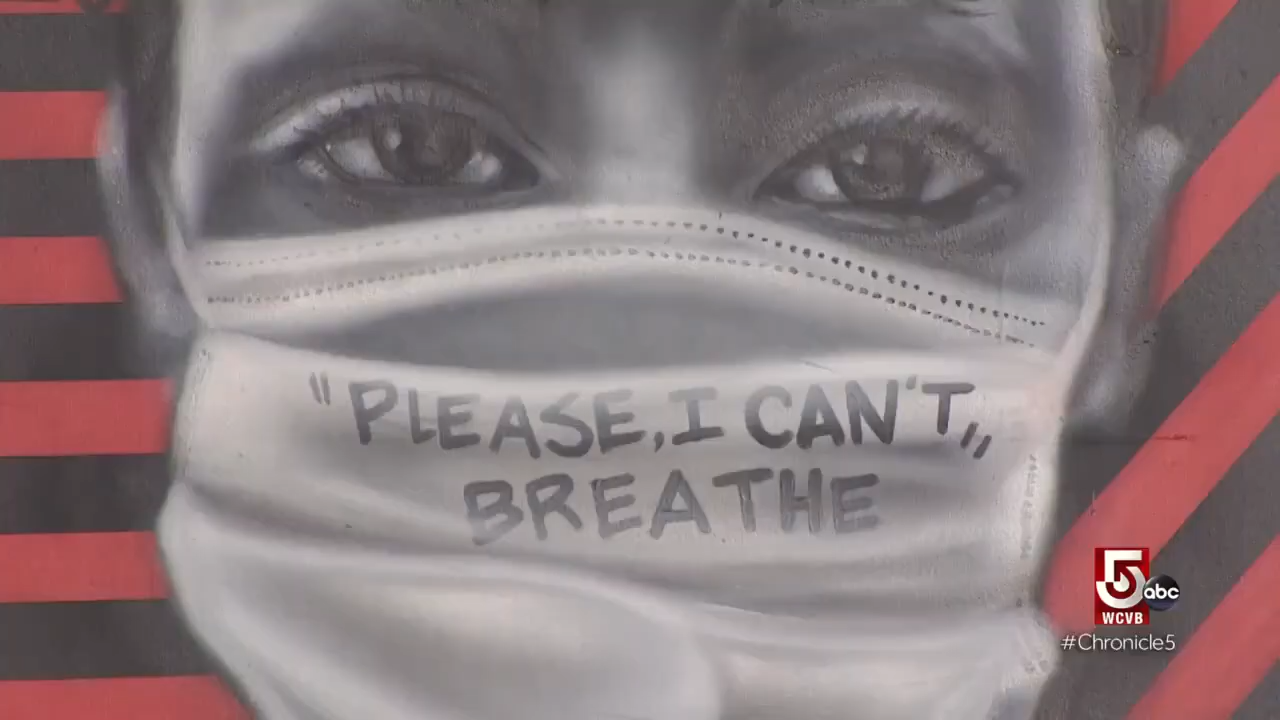 "PLEASE, I CAN'T"
BREATHE
5 abc
WCVB
#Chronicle5